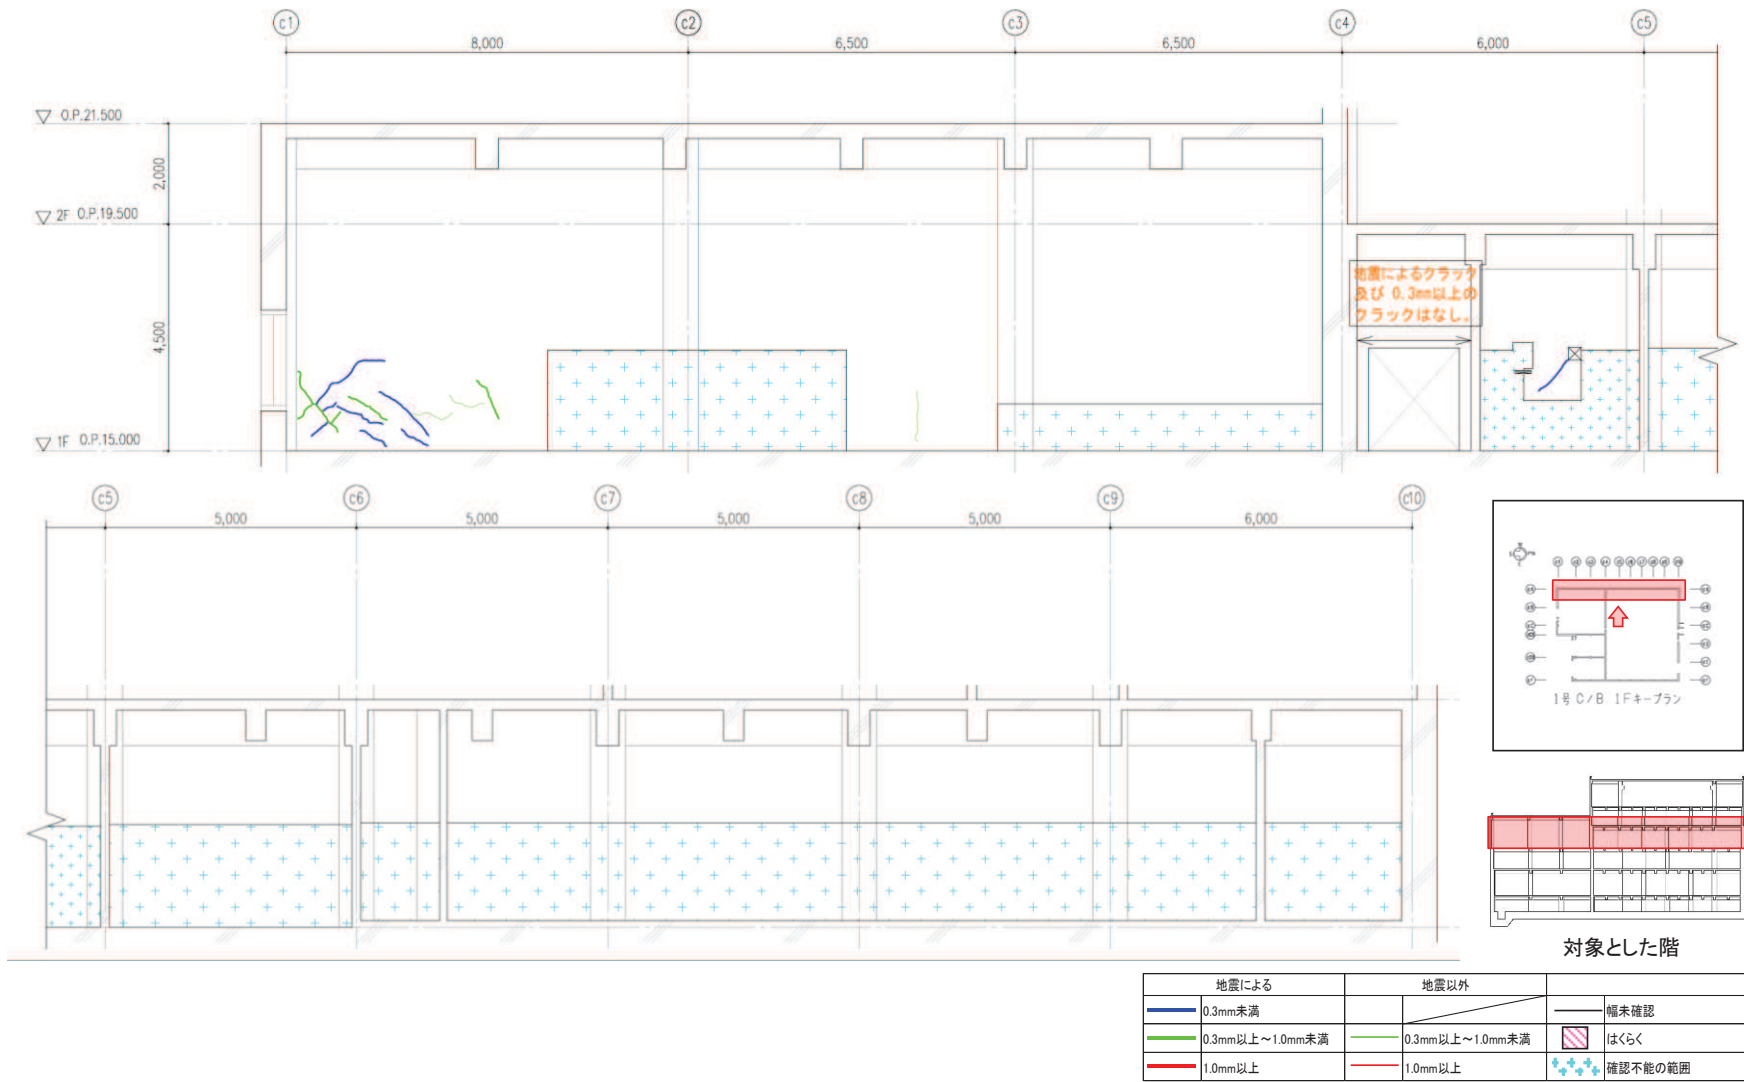 c1 c2 c3 c4 c5
8,000 6,500 6,500 6,000
O.P.21.500
2,000
2F O.P.19.500
4,500
1F O.P.15.000
地震によるクラック
及び 0.3mm以上の
クラックはなし。
c5 c6 c7 c8 c9 c10
5,000 5,000 5,000 5,000 6,000
1号 C/B 1Fキープラン
対象とした階
地震による 地震以外
0.3mm未満 幅未確認
0.3mm以上～1.0mm未満 0.3mm以上～1.0mm未満 はくらく
1.0mm以上 1.0mm以上 確認不能の範囲